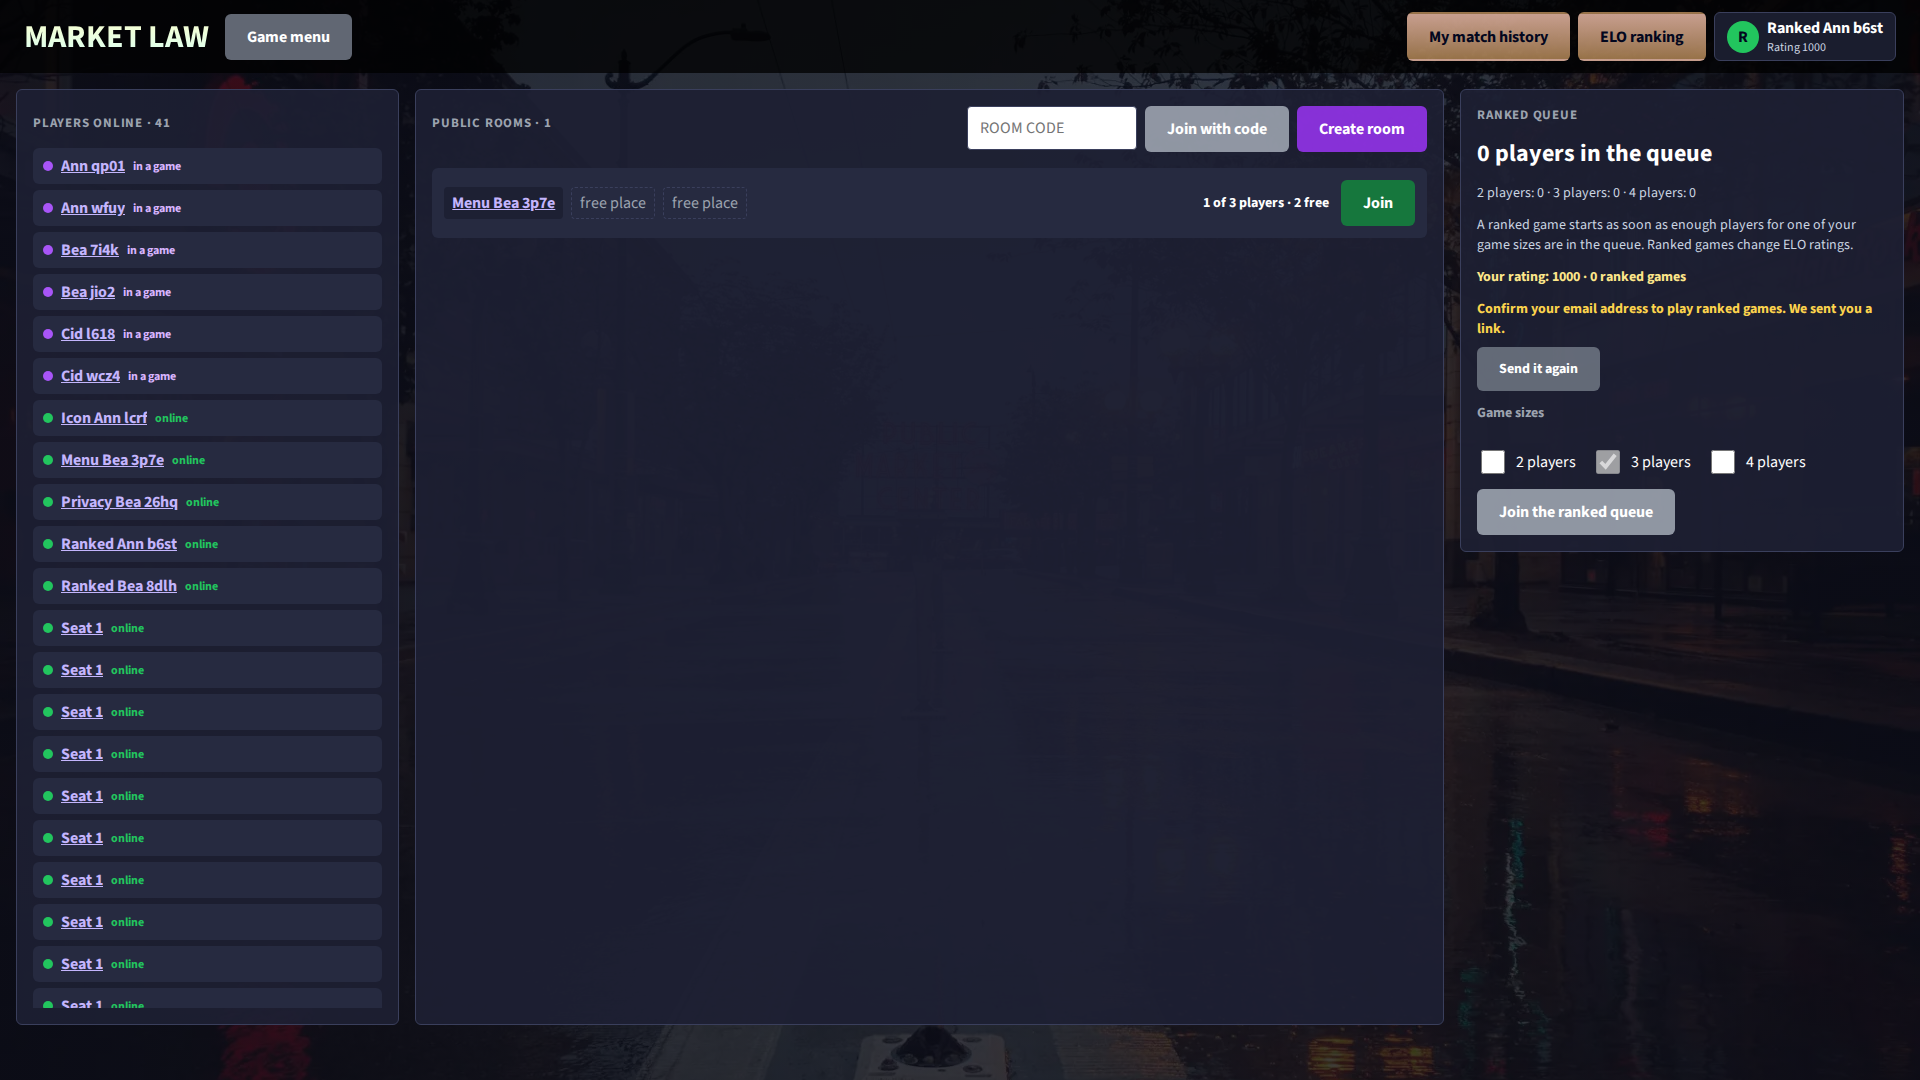 MARKET LAW
Game menu
My match history
ELO ranking
R
Ranked Ann b6st
Rating 1000
PLAYERS ONLINE · 41
Ann qp01 in a game
Ann wfuy in a game
Bea 7i4k in a game
Bea jio2 in a game
Cid l618 in a game
Cid wcz4 in a game
Icon Ann lcrf online
Menu Bea 3p7e online
Privacy Bea 26hq online
Ranked Ann b6st online
Ranked Bea 8dlh online
Seat 1 online
Seat 1 online
Seat 1 online
Seat 1 online
Seat 1 online
Seat 1 online
Seat 1 online
Seat 1 online
Seat 1 online
Seat 1 online
PUBLIC ROOMS · 1
ROOM CODE
Join with code
Create room
Menu Bea 3p7e free place free place 1 of 3 players · 2 free Join
RANKED QUEUE
0 players in the queue
2 players: 0 · 3 players: 0 · 4 players: 0
A ranked game starts as soon as enough players for one of your
game sizes are in the queue. Ranked games change ELO ratings.
Your rating: 1000 · 0 ranked games
Confirm your email address to play ranked games. We sent you a
link.
Send it again
Game sizes
2 players 3 players 4 players
Join the ranked queue